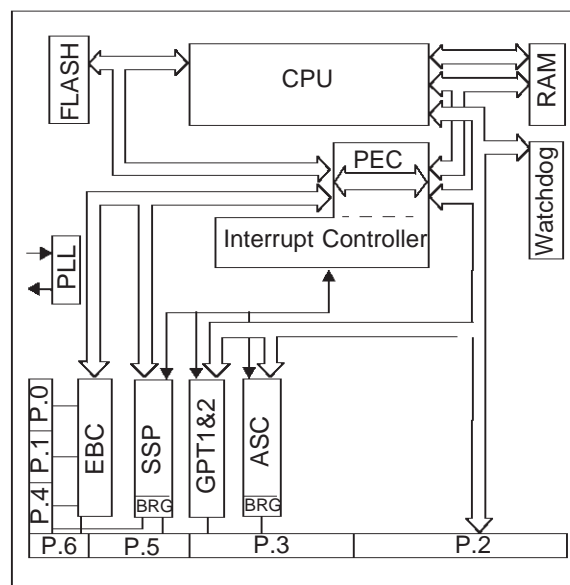 FLASH
CPU
RAM
PEC
Watchdog
Interrupt Controller
PLL
P.0
P.1
P.4
EBC
SSP
BRG
GPT1&2
ASC
BRG
P.6
P.5
P.3
P.2